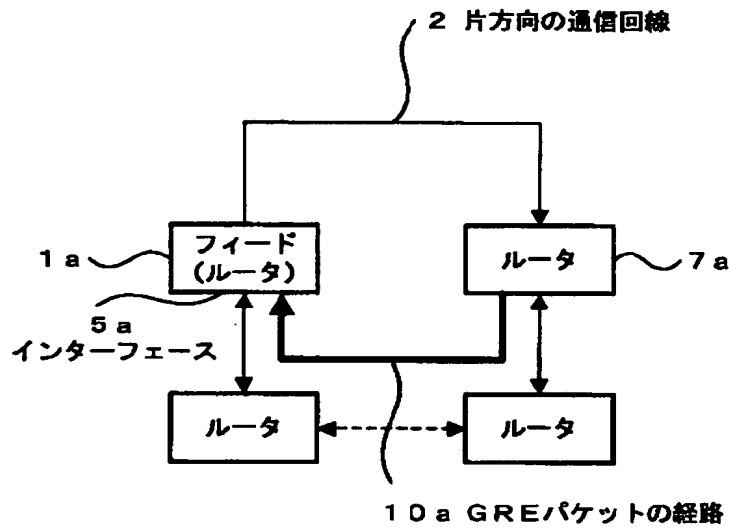 2 片方向の通信回線
1a
フィード
(ルータ)
ルータ
7a
5a
インターフェース
ルータ
ルータ
10a GREパケットの経路